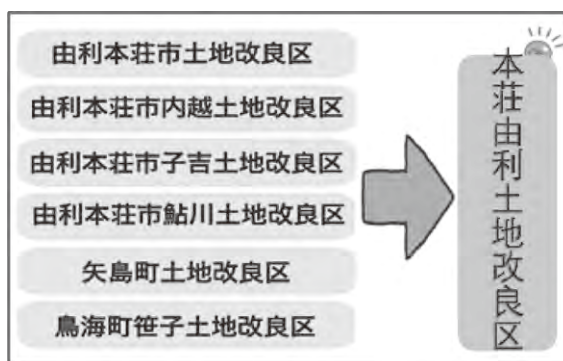 由利本荘市土地改良区
由利本荘市内越土地改良区
由利本荘市子吉土地改良区
由利本荘市鮎川土地改良区
矢島町土地改良区
鳥海町笹子土地改良区
本荘由利土地改良区